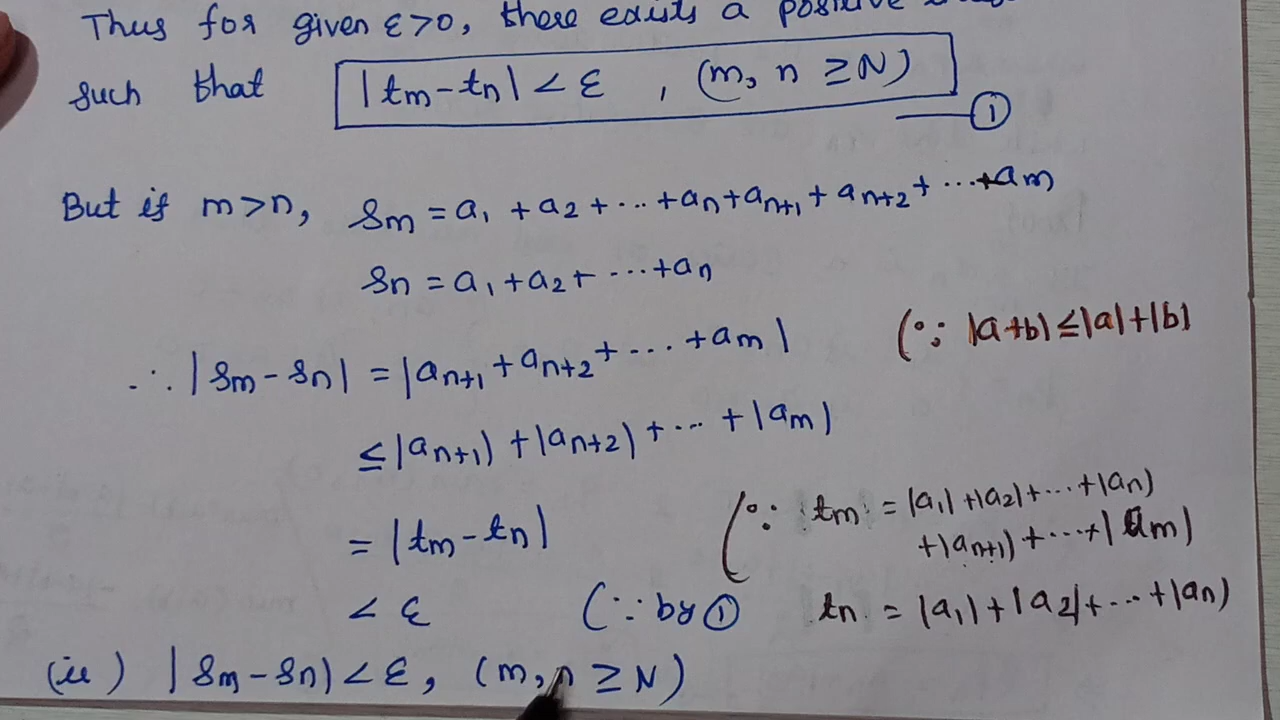 Thus for given ε>0, there exists a positive
such that |tm-tn| < ε , (m, n ≥ N)
①
But if m>n, Sm = a1 + a2 + ... + an + an+1 + an+2 + ... + am
Sn = a1 + a2 + ... + an
∴ |Sm - Sn| = |an+1 + an+2 + ... + am| (∵ |a+b| ≤ |a|+|b|
≤ |an+1| + |an+2| + ... + |am|
= |tm - tn| (∵ tm = |a1| + |a2| + ... + |an|
+ |an+1| + ... + |am|
< ε (∵ by ① tn = |a1| + |a2| + ... + |an|
(ie) |Sm - Sn| < ε, (m, n ≥ N)